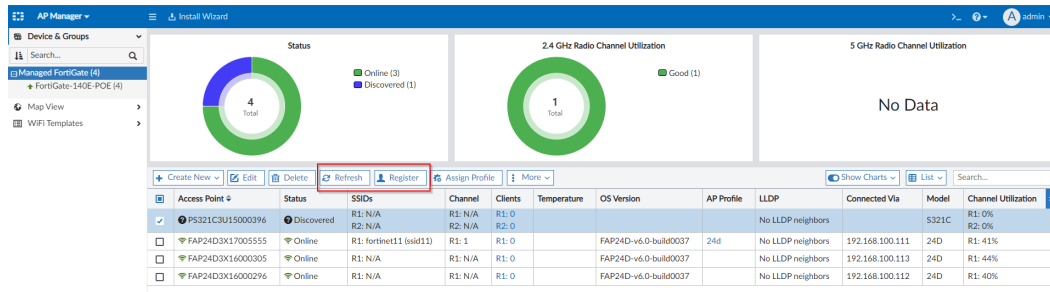 AP Manager
Install Wizard
admin
Device & Groups
Search...
Managed FortiGate (4)
FortiGate-140E-POE (4)
Map View
WiFi Templates
Status
4
Total
Online (3)
Discovered (1)
2.4 GHz Radio Channel Utilization
1
Total
Good (1)
5 GHz Radio Channel Utilization
No Data
Create New Edit Delete Refresh Register Assign Profile More Show Charts List Search...
Access Point Status SSIDs Channel Clients Temperature OS Version AP Profile LLDP Connected Via Model Channel Utilization
PS321C3U15000396 Discovered R1: N/A R1: N/A R1: 0 No LLDP neighbors S321C R1: 0%
R2: N/A R2: N/A R2: 0 R2: 0%
FAP24D3X17005555 Online R1: fortinet11 (ssid11) R1: 1 R1: 0 FAP24D-v6.0-build0037 24d No LLDP neighbors 192.168.100.111 24D R1: 41%
FAP24D3X16000305 Online R1: N/A R1: N/A R1: 0 FAP24D-v6.0-build0037 No LLDP neighbors 192.168.100.113 24D R1: 44%
FAP24D3X16000296 Online R1: N/A R1: N/A R1: 0 FAP24D-v6.0-build0037 No LLDP neighbors 192.168.100.112 24D R1: 40%